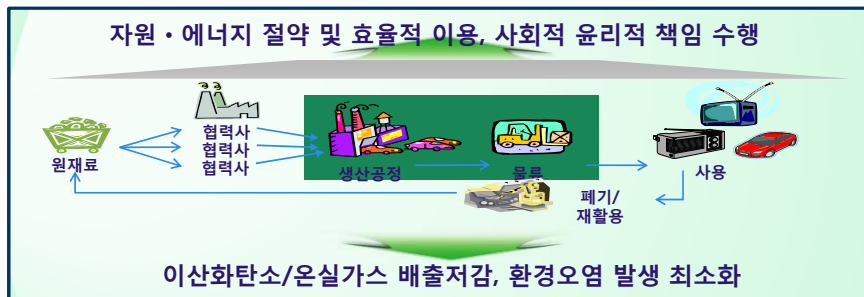 자원 • 에너지 절약 및 효율적 이용, 사회적 윤리적 책임 수행
협력사
협력사
협력사
원재료
생산공정
물류
사용
폐기/
재활용
이산화탄소/온실가스 배출저감, 환경오염 발생 최소화